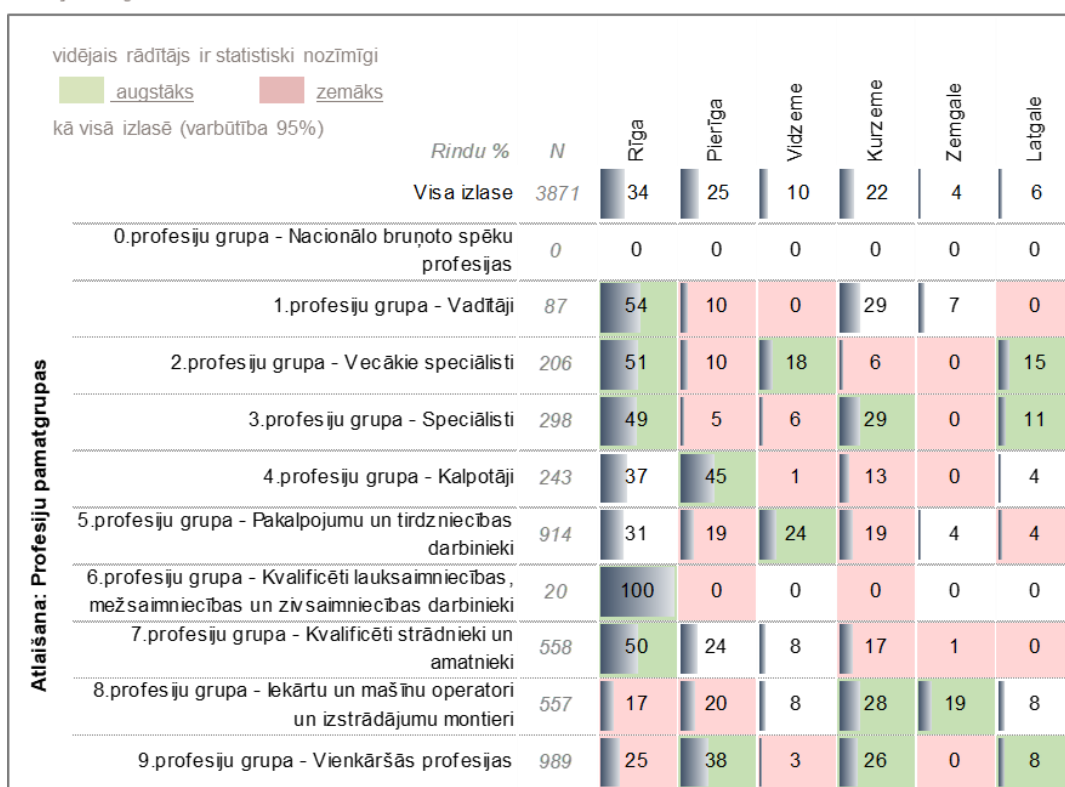 vidējais rādītājs ir statistiski nozīmīgi
augstāks zemāks
kā visā izlasē (varbūtība 95%)
Rindu % N Rīga Pierīga Vidzeme Kurzeme Zemgale Latgale
Visa izlase 3871 34 25 10 22 4 6
Atlaišana: Profesiju pamatgrupas
0.profesiju grupa - Nacionālo bruņoto spēku
profesijas 0 0 0 0 0 0 0
1.profesiju grupa - Vadītāji 87 54 10 0 29 7 0
2.profesiju grupa - Vecākie speciālisti 206 51 10 18 6 0 15
3.profesiju grupa - Speciālisti 298 49 5 6 29 0 11
4.profesiju grupa - Kalpotāji 243 37 45 1 13 0 4
5.profesiju grupa - Pakalpojumu un tirdzniecības
darbinieki 914 31 19 24 19 4 4
6.profesiju grupa - Kvalificēti lauksaimniecības,
mežsaimniecības un zivsaimniecības darbinieki 20 100 0 0 0 0 0
7.profesiju grupa - Kvalificēti strādnieki un
amatnieki 558 50 24 8 17 1 0
8.profesiju grupa - Iekārtu un mašīnu operatori
un izstrādājumu montieri 557 17 20 8 28 19 8
9.profesiju grupa - Vienkāršās profesijas 989 25 38 3 26 0 8